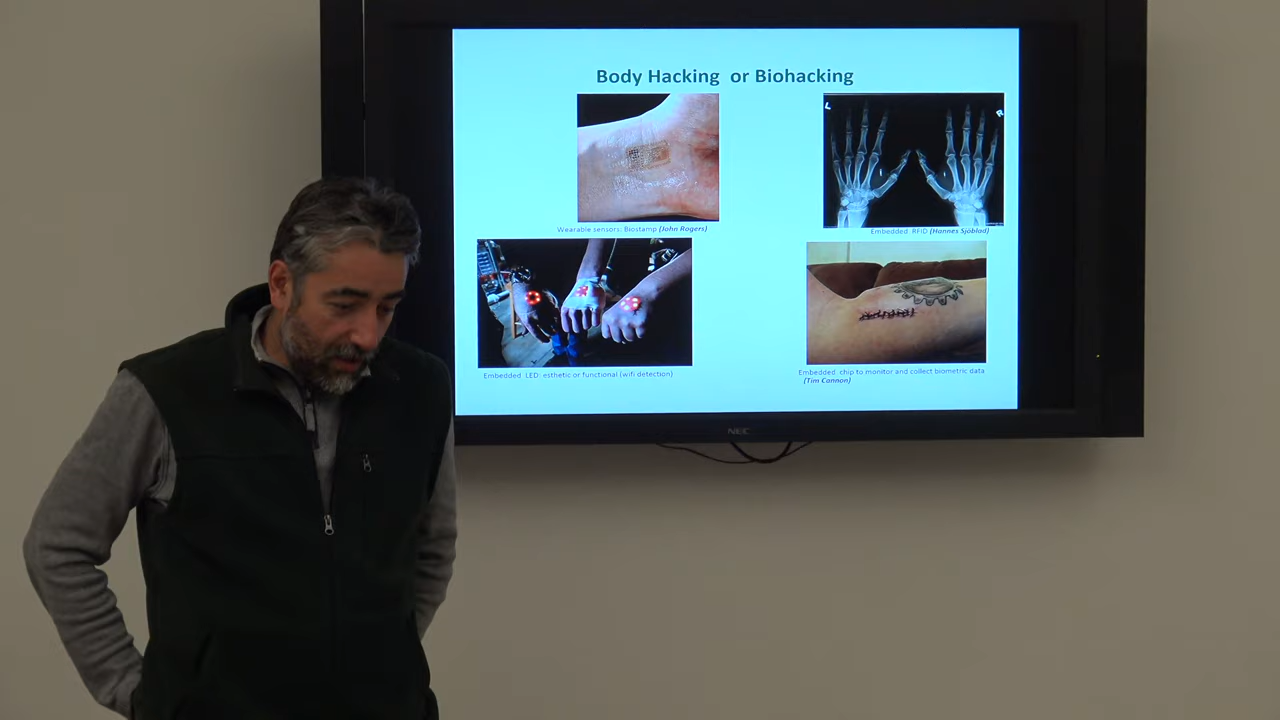 Body Hacking or Biohacking
L
R
Wearable sensors: Biostamp (John Rogers)
Embedded RFID (Hannes Sjöblad)
Embedded LED: esthetic or functional (wifi detection)
Embedded chip to monitor and collect biometric data
(Tim Cannon)
NEC